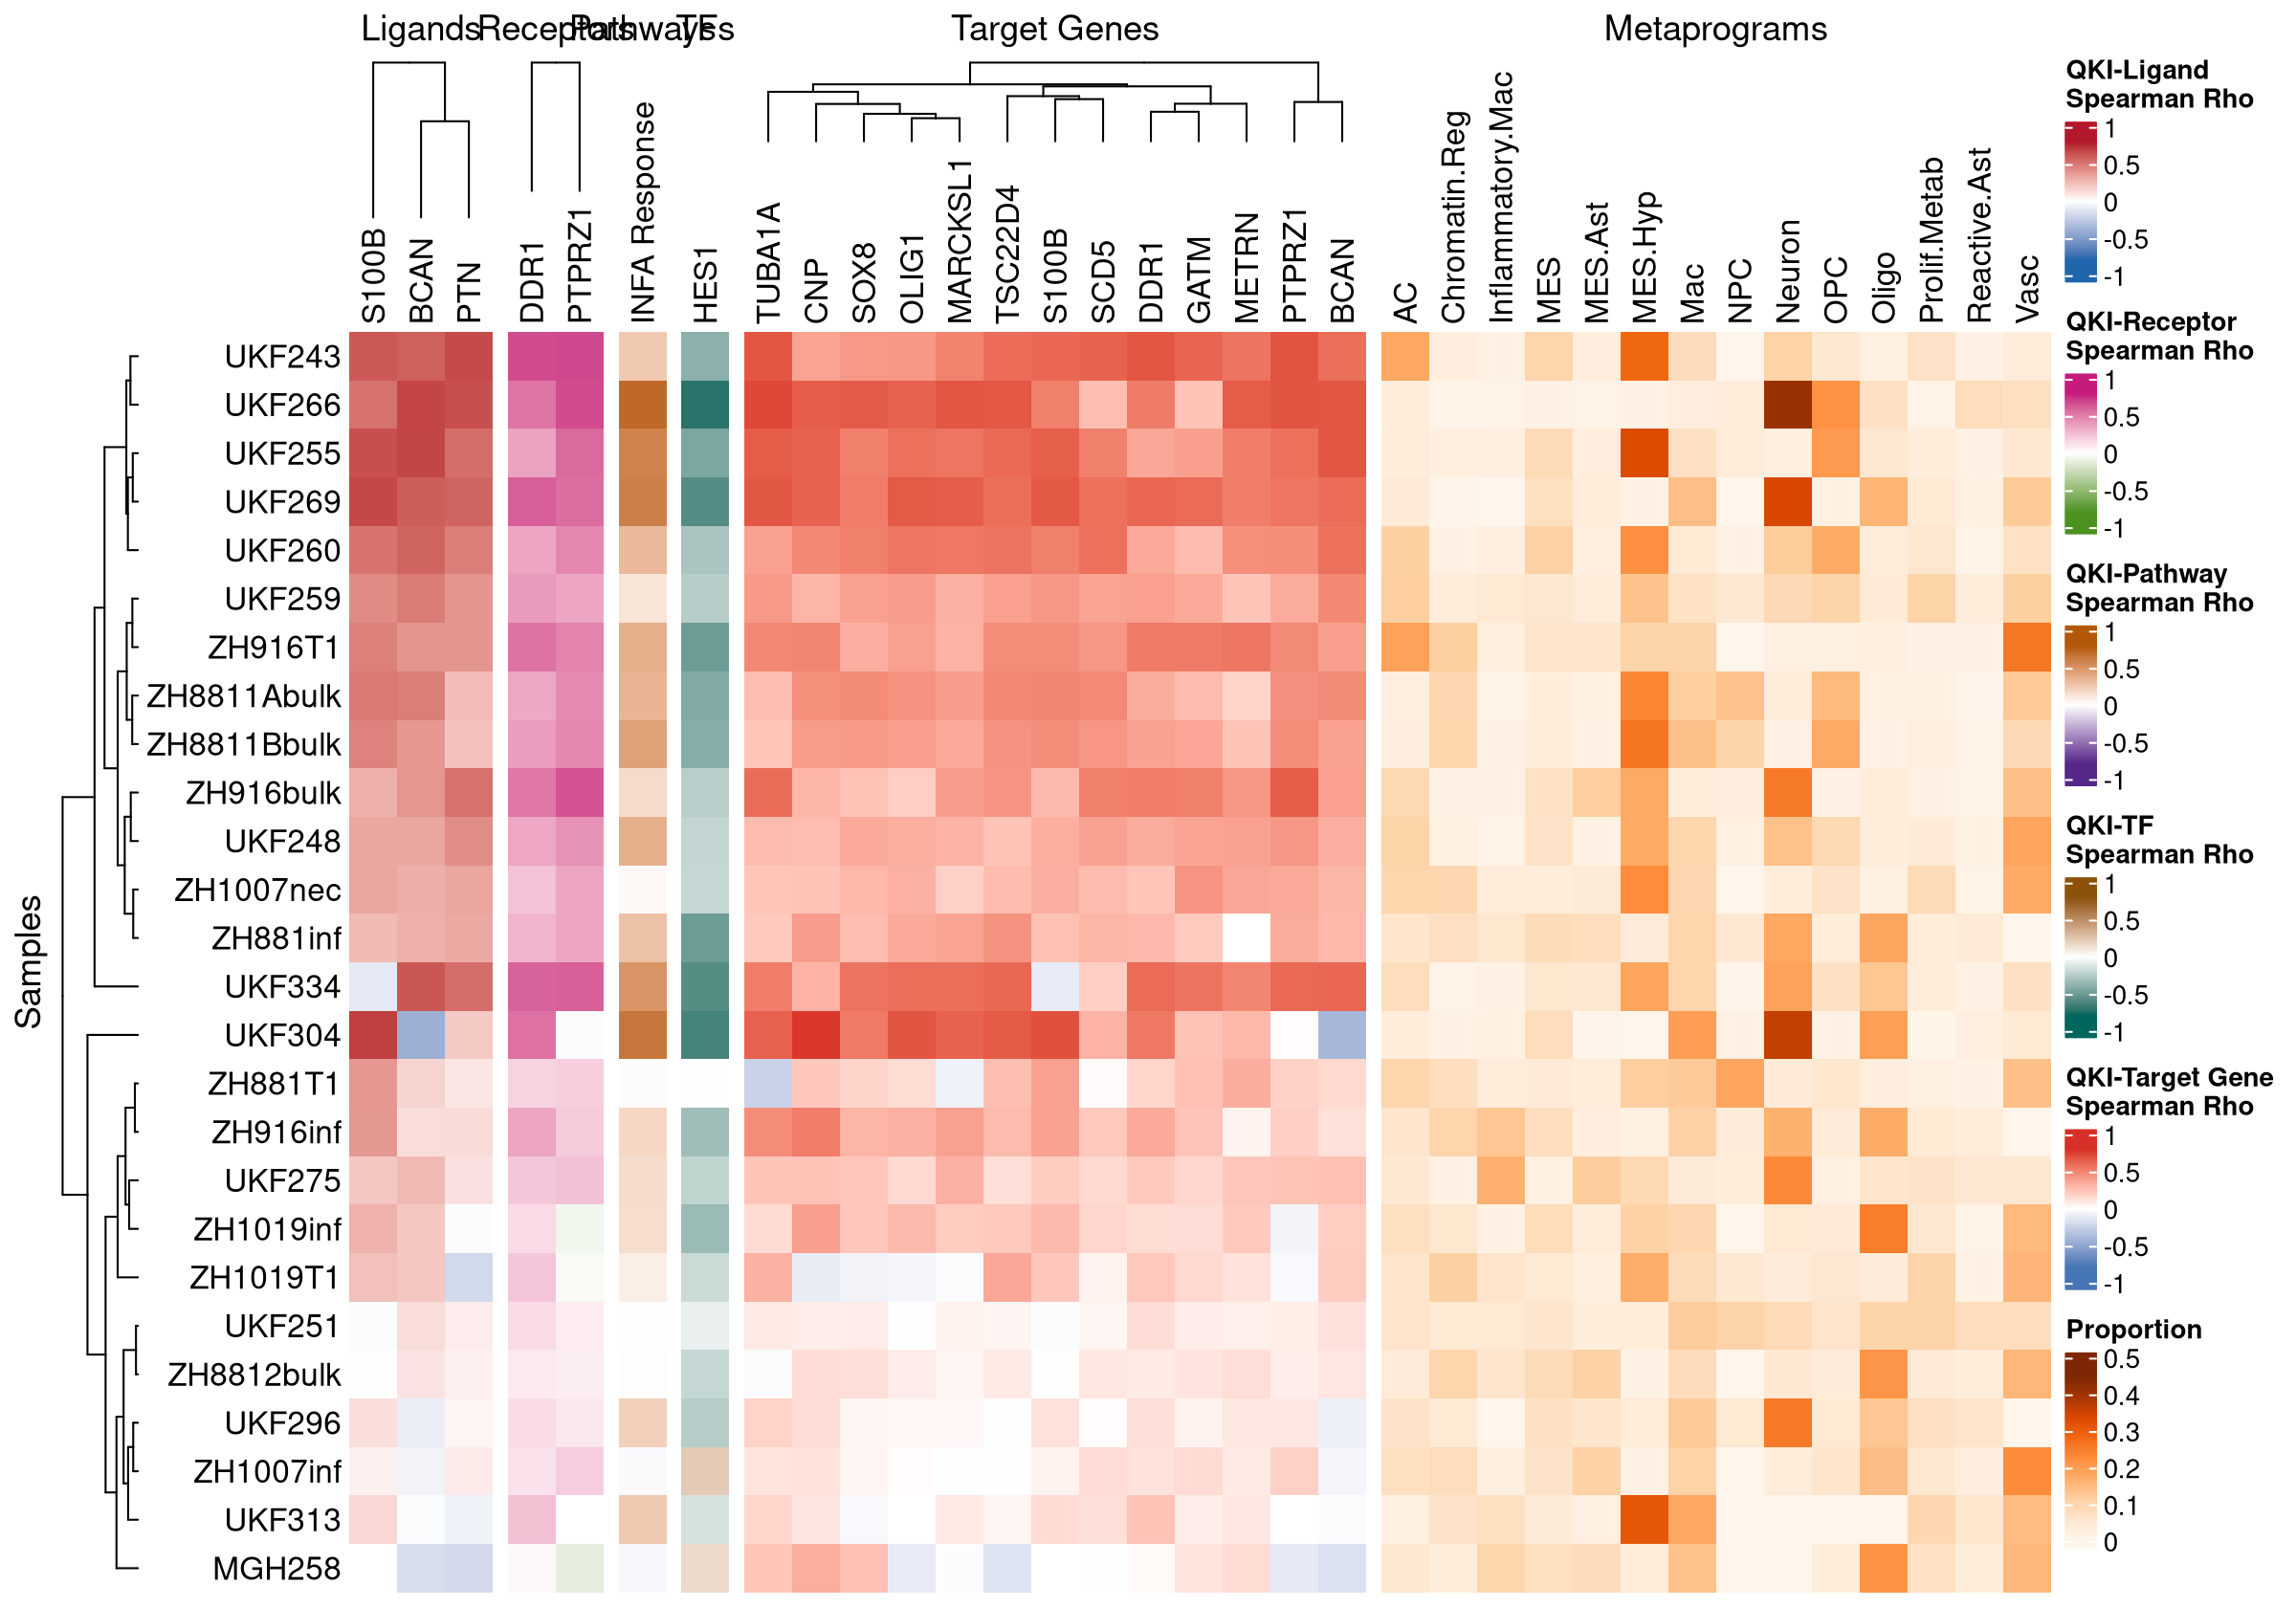 Ligands Receptors Pathways TFs Target Genes Metaprograms
S100B BCAN PTN DDR1 PTPRZ1 INFA Response HES1 TUBA1A CNP SOX8 OLIG1 MARCKSL1 TSC22D4 S100B SCD5 DDR1 GATM METRN PTPRZ1 BCAN AC Chromatin.Reg Inflammatory.Mac MES MES.Ast MES.Hyp Mac NPC Neuron OPC Oligo Prolif.Metab Reactive.Ast Vasc
Samples
UKF243
UKF266
UKF255
UKF269
UKF260
UKF259
ZH916T1
ZH8811Abulk
ZH8811Bbulk
ZH916bulk
UKF248
ZH1007nec
ZH881inf
UKF334
UKF304
ZH881T1
ZH916inf
UKF275
ZH1019inf
ZH1019T1
UKF251
ZH8812bulk
UKF296
ZH1007inf
UKF313
MGH258
QKI-Ligand
Spearman Rho
1
0.5
0
-0.5
-1
QKI-Receptor
Spearman Rho
1
0.5
0
-0.5
-1
QKI-Pathway
Spearman Rho
1
0.5
0
-0.5
-1
QKI-TF
Spearman Rho
1
0.5
0
-0.5
-1
QKI-Target Gene
Spearman Rho
1
0.5
0
-0.5
-1
Proportion
0.5
0.4
0.3
0.2
0.1
0